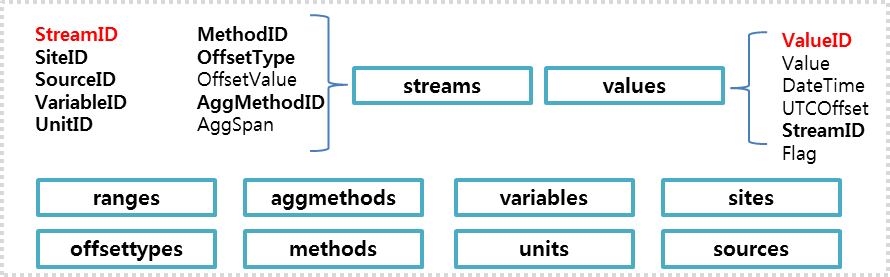 StreamID
SiteID
SourceID
VariableID
UnitID
MethodID
OffsetType
OffsetValue
AggMethodID
AggSpan
streams
values
ValueID
Value
DateTime
UTCOffset
StreamID
Flag
ranges
aggmethods
variables
sites
offsettypes
methods
units
sources